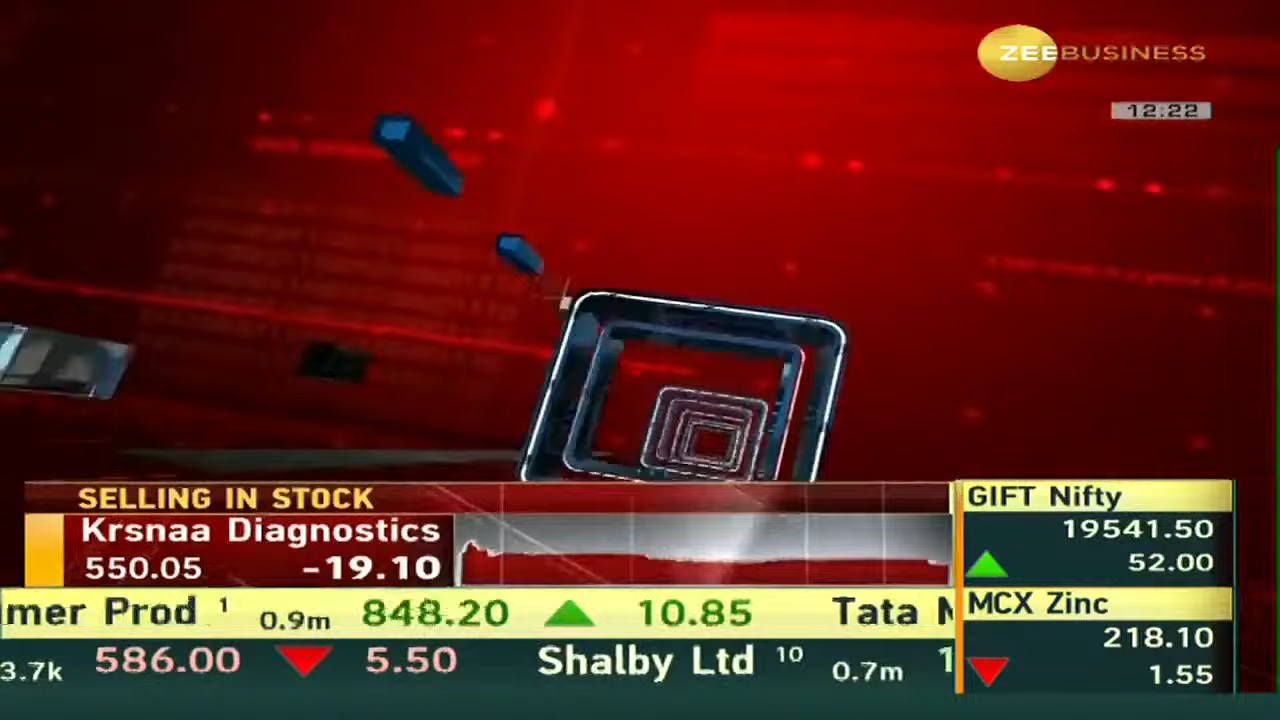 ZEEBUSINESS
12:22
SELLING IN STOCK
Krsnaa Diagnostics
550.05 -19.10
GIFT Nifty
19541.50
52.00
mer Prod 1 0.9m 848.20 10.85 Tata
MCX Zinc
218.10
1.55
3.7k 586.00 5.50 Shalby Ltd 10 0.7m 1